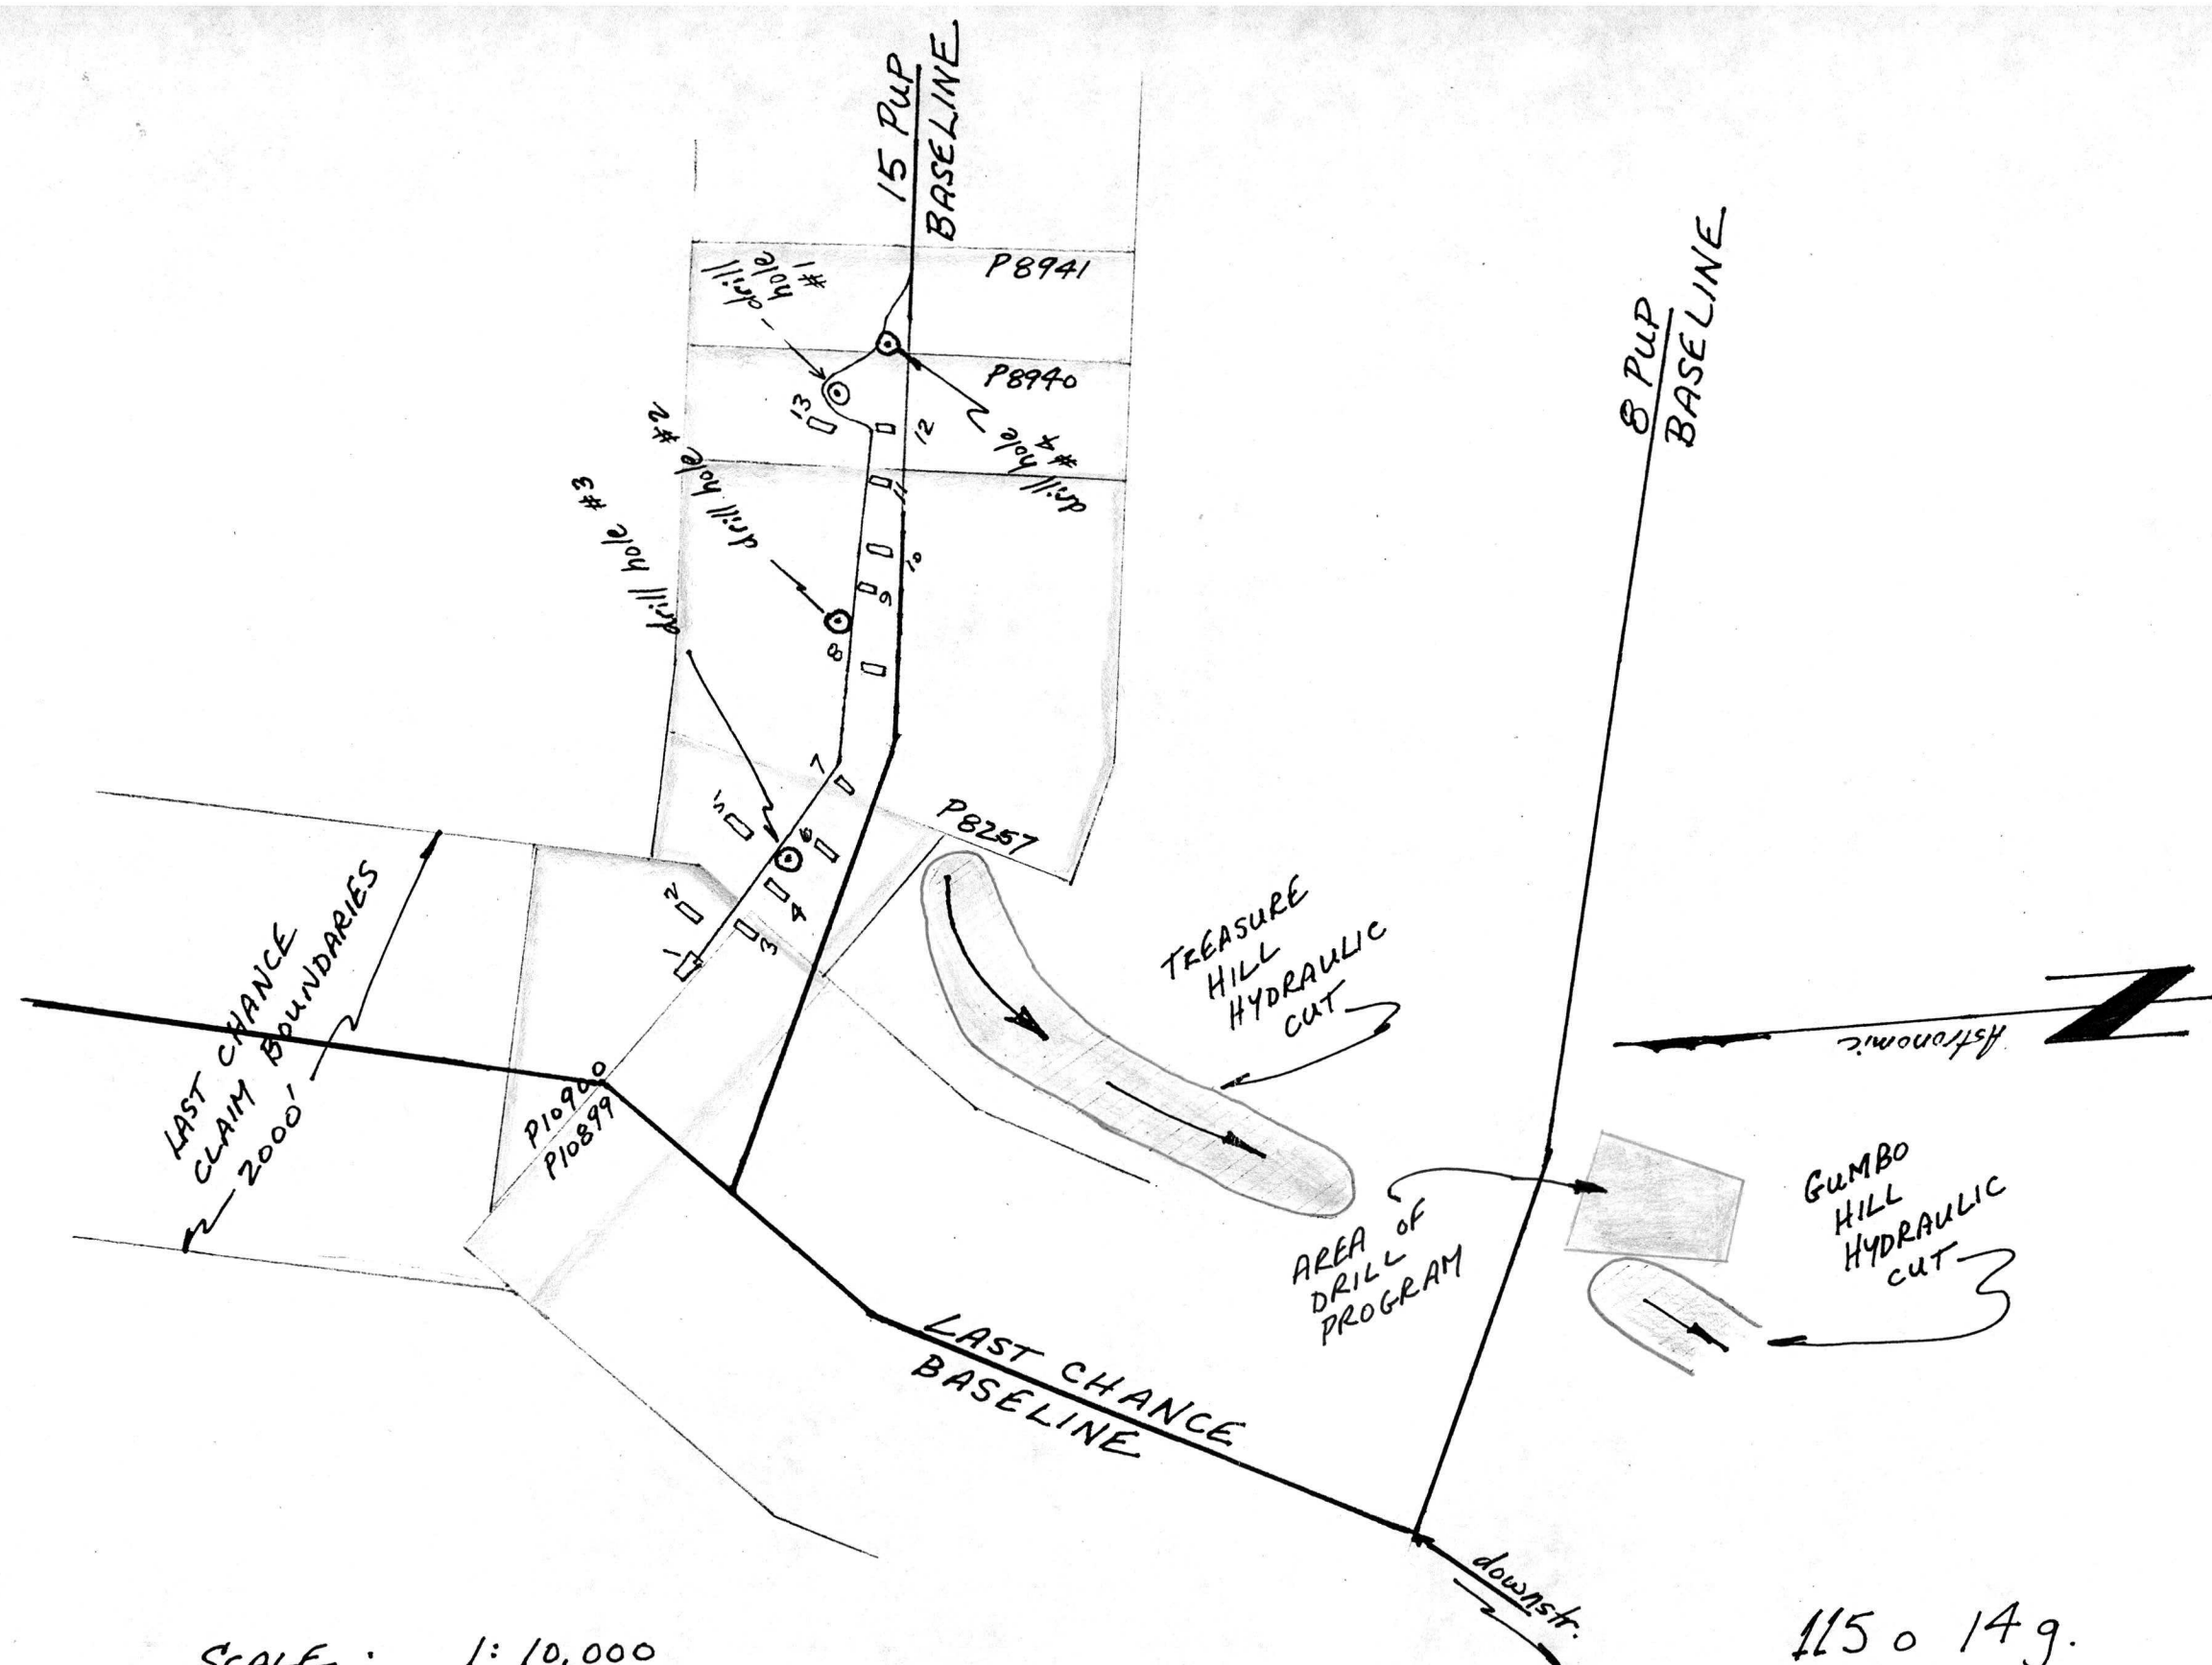 15 PUP
BASELINE
P8941
drill
hole
#1
P8940
13
12
drill
hole
#4
8 PUP
BASELINE
drill hole #2
drill hole #3
11
10
9
8
7
5
6
P8257
2
4
3
1
LAST CHANCE
CLAIM BOUNDARIES
2000'
TREASURE
HILL
HYDRAULIC
CUT
Astronomic
N
P10900
P10899
AREA OF
DRILL
PROGRAM
GUMBO
HILL
HYDRAULIC
CUT
LAST CHANCE
BASELINE
downstr.
SCALE : 1:10,000
115 o 14 g.